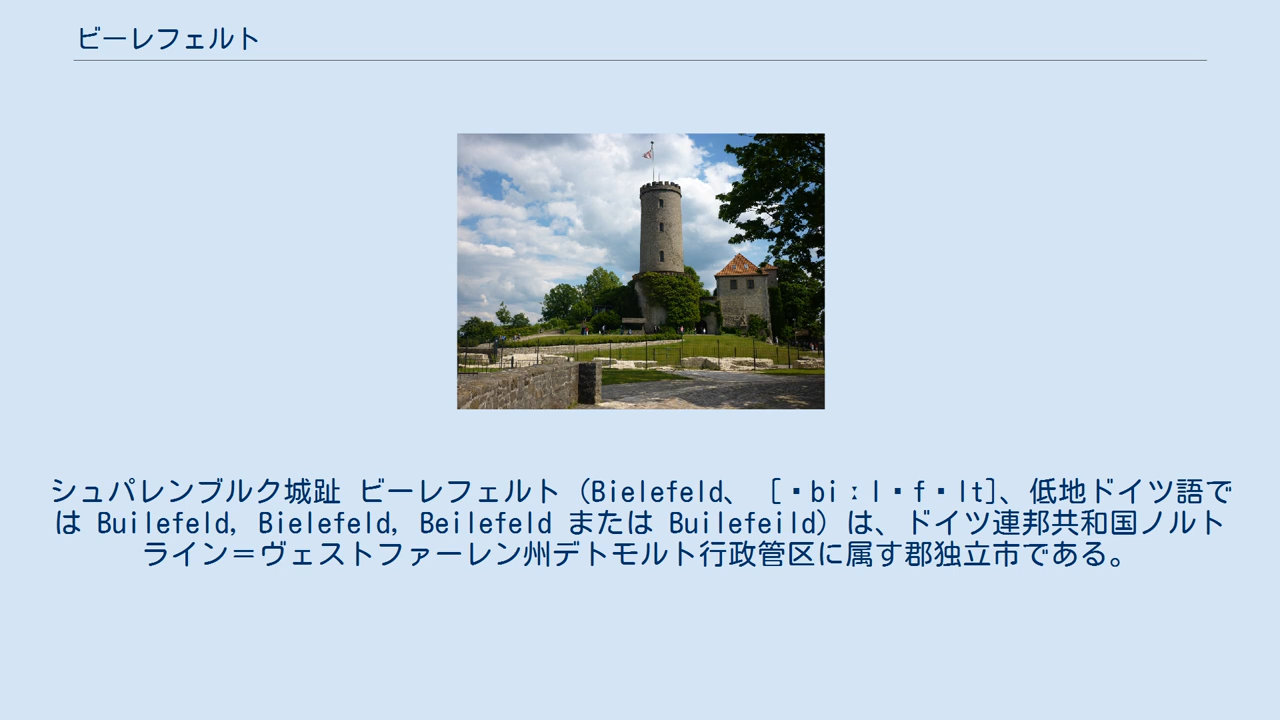 ビーレフェルト
シュパレンブルク城趾 ビーレフェルト（Bielefeld、 [・biːl・f・lt]、低地ドイツ語で
は Builefeld, Bielefeld, Beilefeld または Builefeild）は、ドイツ連邦共和国ノルト
ライン＝ヴェストファーレン州デトモルト行政管区に属す郡独立市である。